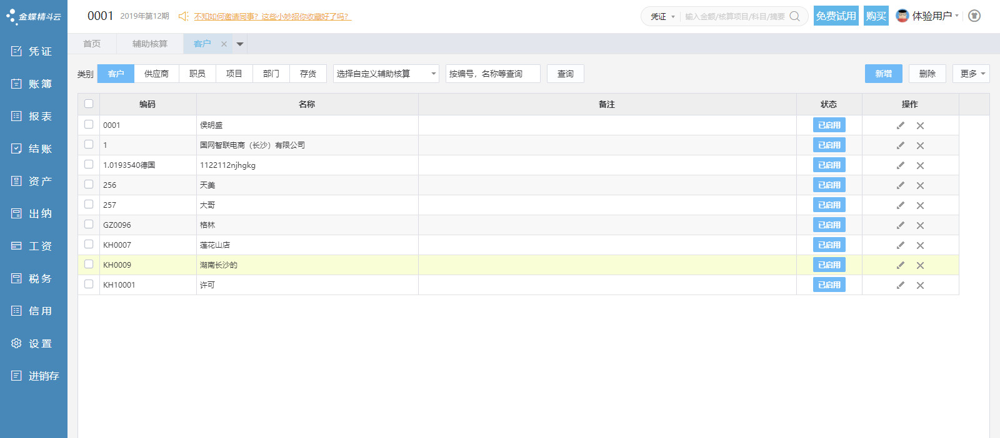 金蝶精斗云
0001 2019年第12期 不知如何邀请同事？这些小妙招你收藏好了吗？ 凭证 输入金额/核算项目/科目/摘要 免费试用 购买 体验用户
首页 辅助核算 客户
类别 客户 供应商 职员 项目 部门 存货 选择自定义辅助核算 按编号，名称等查询 查询 新增 删除 更多
凭证
账簿
报表
结账
资产
出纳
工资
税务
信用
设置
进销存
编码 名称 备注 状态 操作
0001 侯明盛 已启用
1 国网智联电商（长沙）有限公司 已启用
1.0193540德国 1122112njhgkg 已启用
256 天美 已启用
257 大哥 已启用
GZ0096 格林 已启用
KH0007 莲花山店 已启用
KH0009 湖南长沙的 已启用
KH10001 许可 已启用